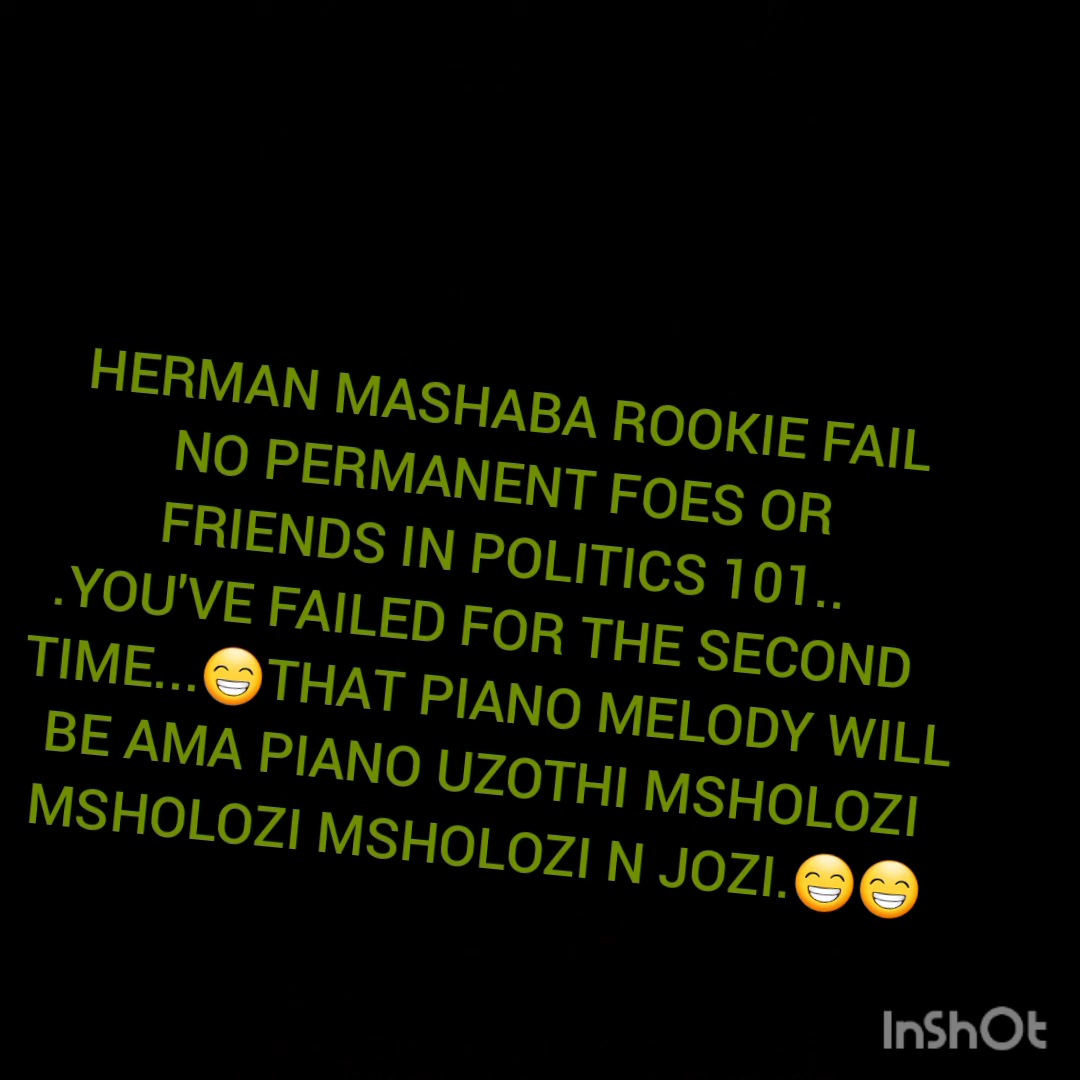 HERMAN MASHABA ROOKIE FAIL
NO PERMANENT FOES OR
FRIENDS IN POLITICS 101..
.YOU'VE FAILED FOR THE SECOND
TIME...😁THAT PIANO MELODY WILL
BE AMA PIANO UZOTHI MSHOLOZI
MSHOLOZI MSHOLOZI N JOZI.😁😁
InShOt